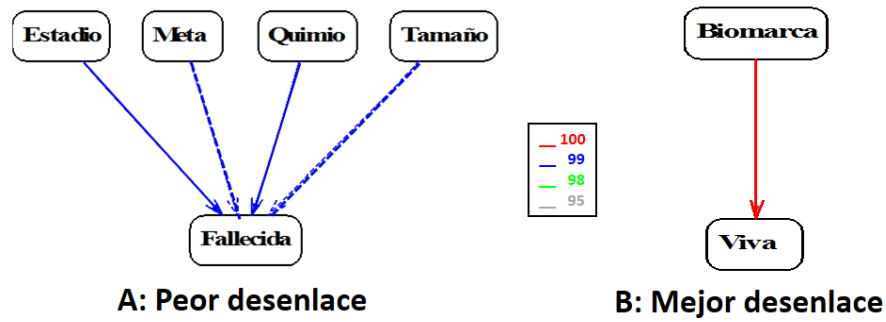 Estadio Meta Quimio Tamaño Biomarca
100
99
98
95
Fallecida Viva
A: Peor desenlace B: Mejor desenlace